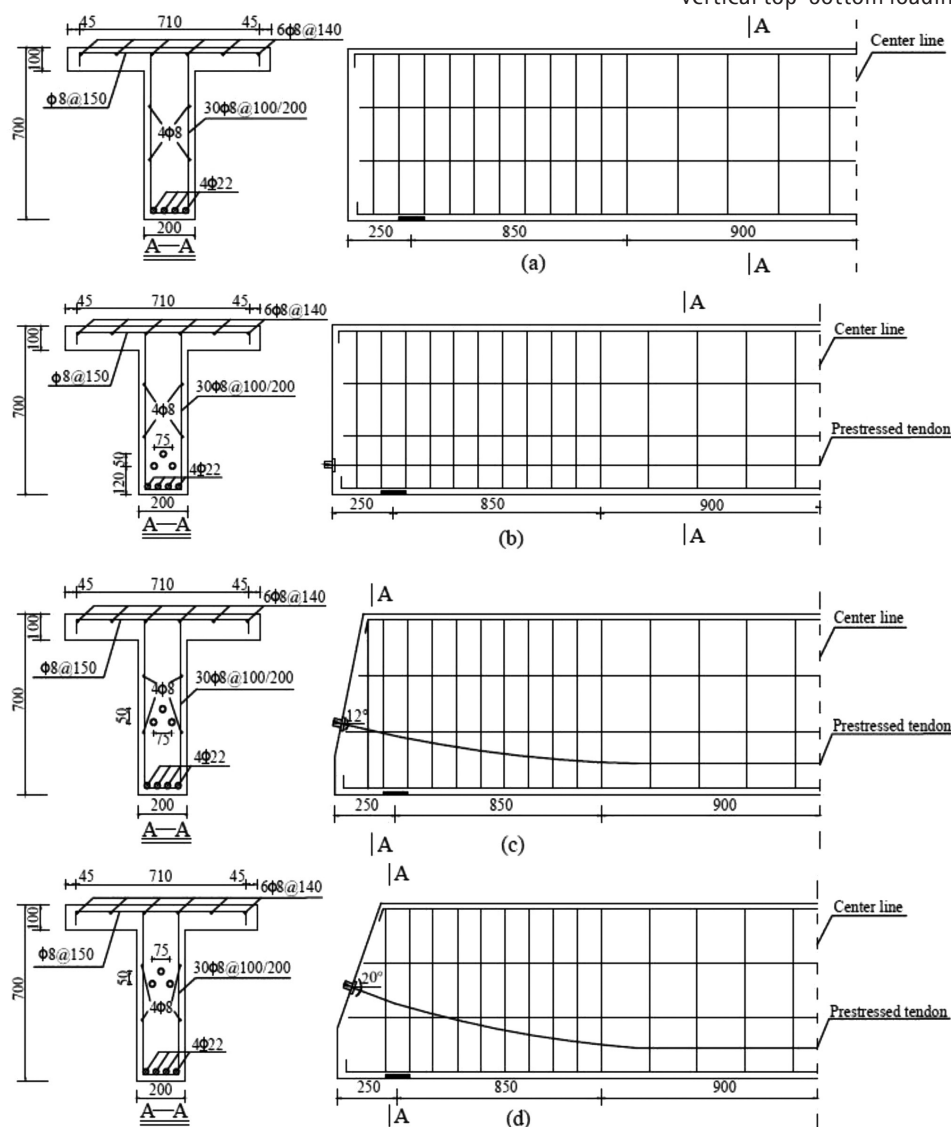 vertical top-bottom loadin
45 710 45 6ϕ8@140
100
ϕ8@150
30ϕ8@100/200
4ϕ8
700
4ϕ22
200
A—A
A
Center line
250 850 900
(a)
A
45 710 45 6ϕ8@140
100
ϕ8@150
30ϕ8@100/200
4ϕ8
700
75
50
120
4ϕ22
200
A—A
A
Center line
Prestressed tendon
250 850 900
(b)
A
45 710 45 6ϕ8@140
100
ϕ8@150
30ϕ8@100/200
4ϕ8
700
50
75
4ϕ22
200
A—A
A
Center line
12°
Prestressed tendon
250 850 900
(c)
A
45 710 45 6ϕ8@140
100
ϕ8@150
75
50
30ϕ8@100/200
4ϕ8
700
4ϕ22
200
A—A
A
Center line
20°
Prestressed tendon
250 850 900
(d)
A